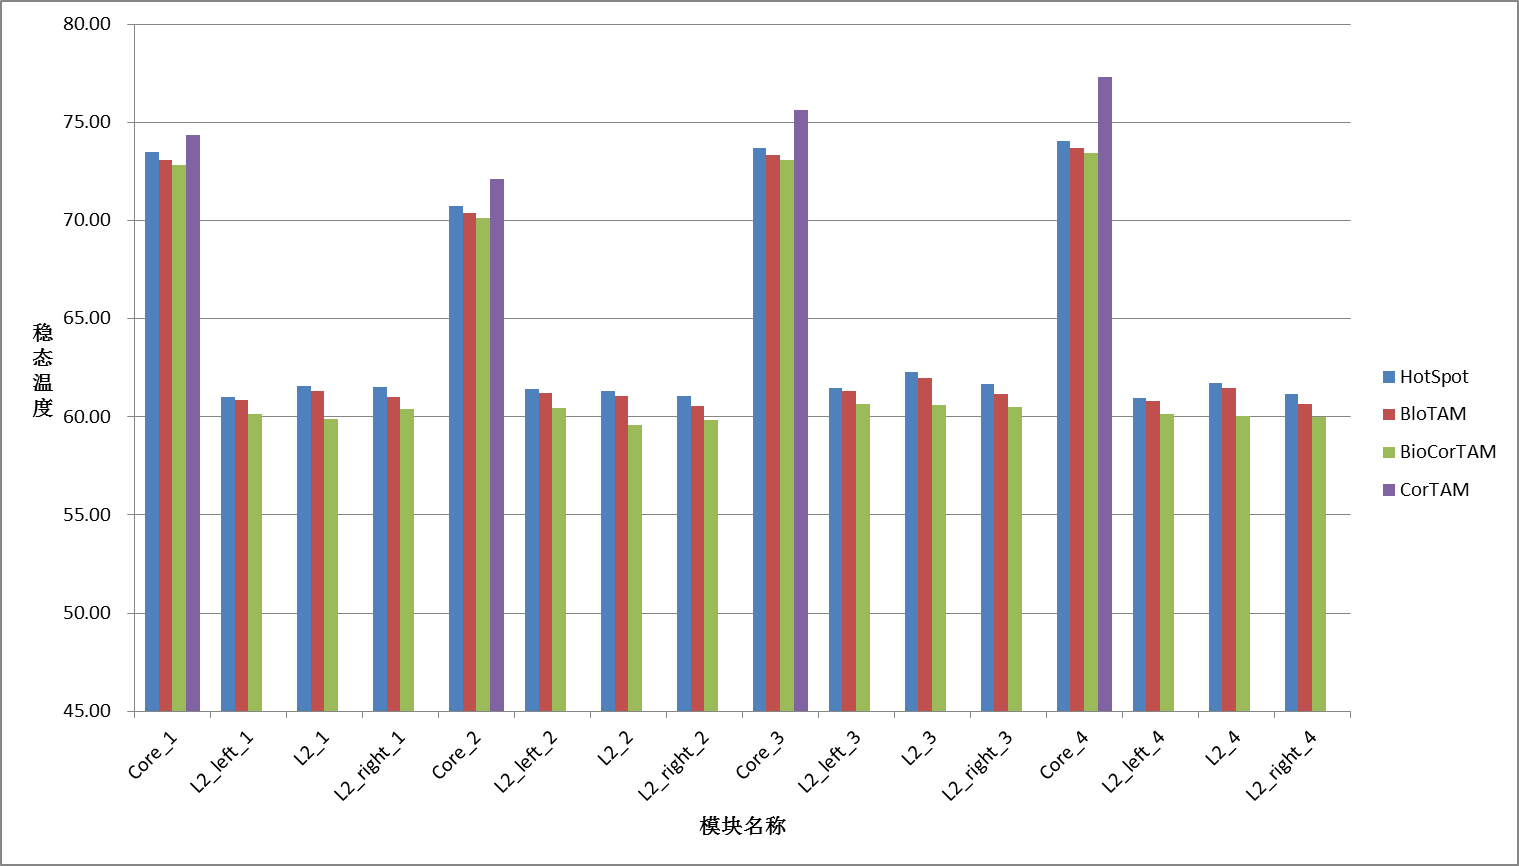 80.00
75.00
70.00
65.00
60.00
55.00
50.00
45.00
稳态温度
Core_1
L2_left_1
L2_1
L2_right_1
Core_2
L2_left_2
L2_2
L2_right_2
Core_3
L2_left_3
L2_3
L2_right_3
Core_4
L2_left_4
L2_4
L2_right_4
模块名称
HotSpot
BloTAM
BioCorTAM
CorTAM